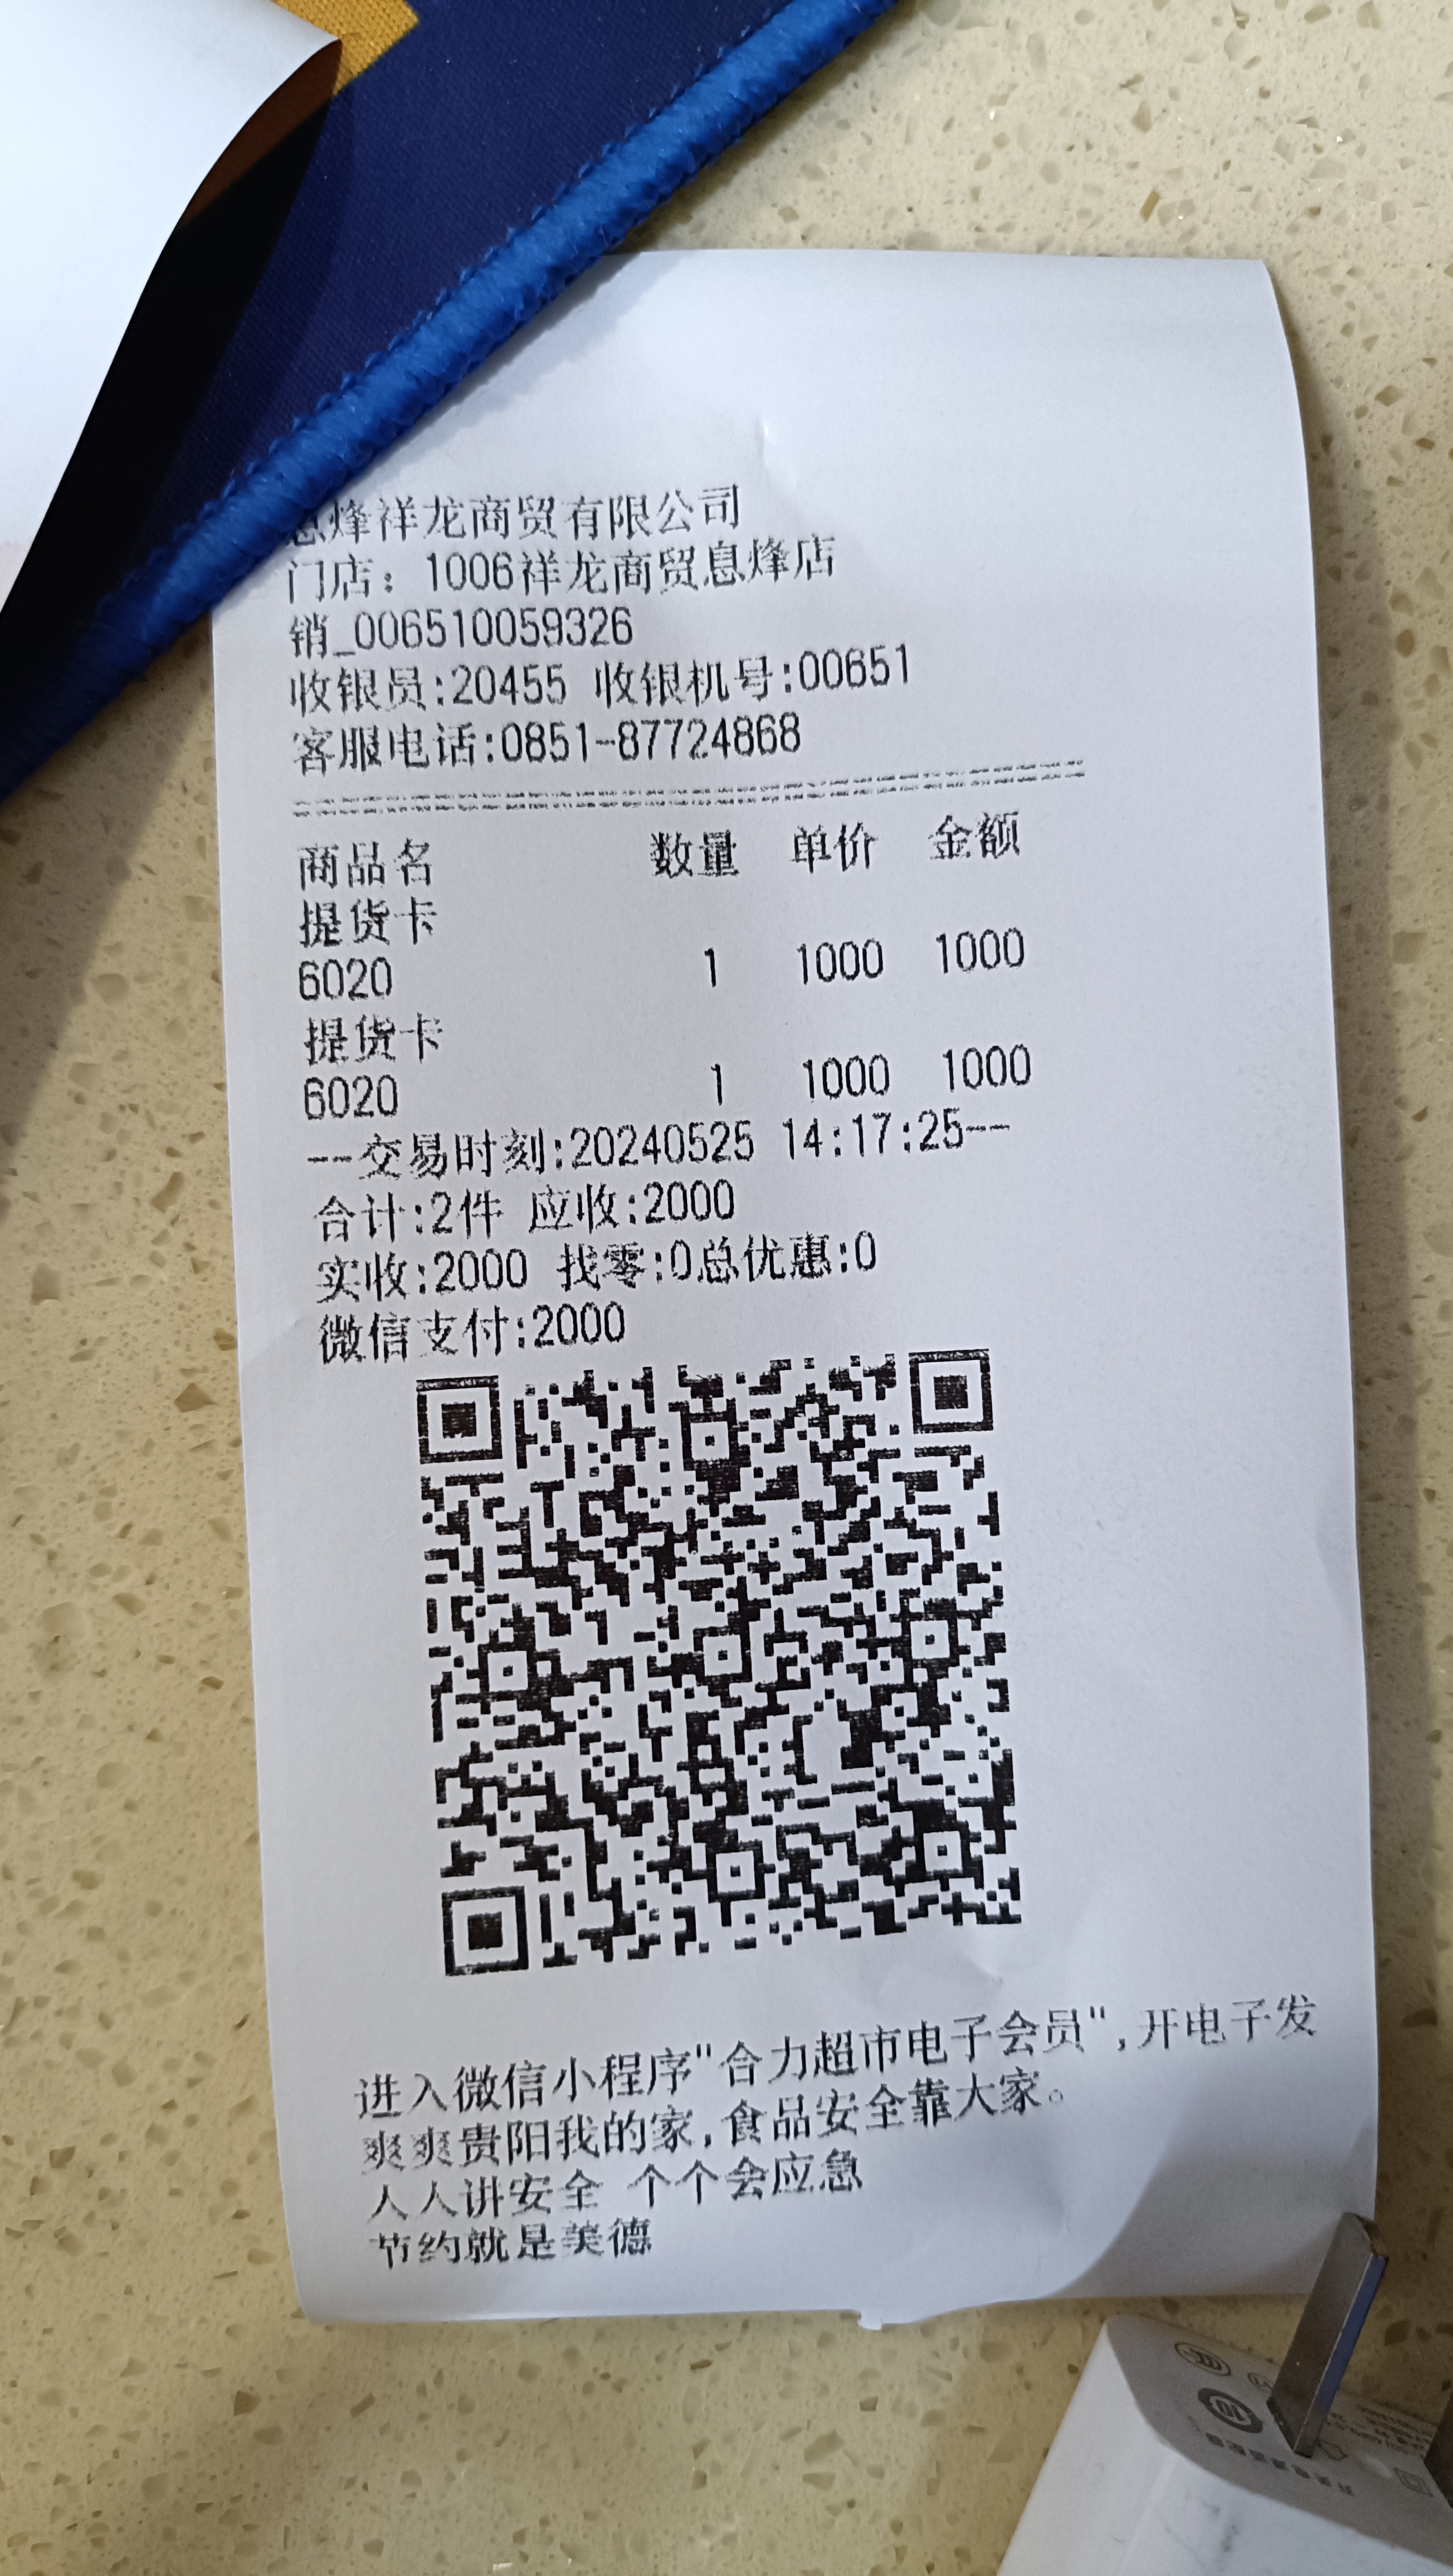 息烽祥龙商贸有限公司
门店：1006祥龙商贸息烽店
销_006510059326
收银员:20455 收银机号:00651
客服电话:0851-87724868
商品名 数量 单价 金额
提货卡
6020 1 1000 1000
提货卡
6020 1 1000 1000
--交易时刻:20240525 14:17:25--
合计:2件 应收:2000
实收:2000 找零:0总优惠:0
微信支付:2000
进入微信小程序"合力超市电子会员",开电子发
爽爽贵阳我的家,食品安全靠大家。
人人讲安全 个个会应急
节约就是美德